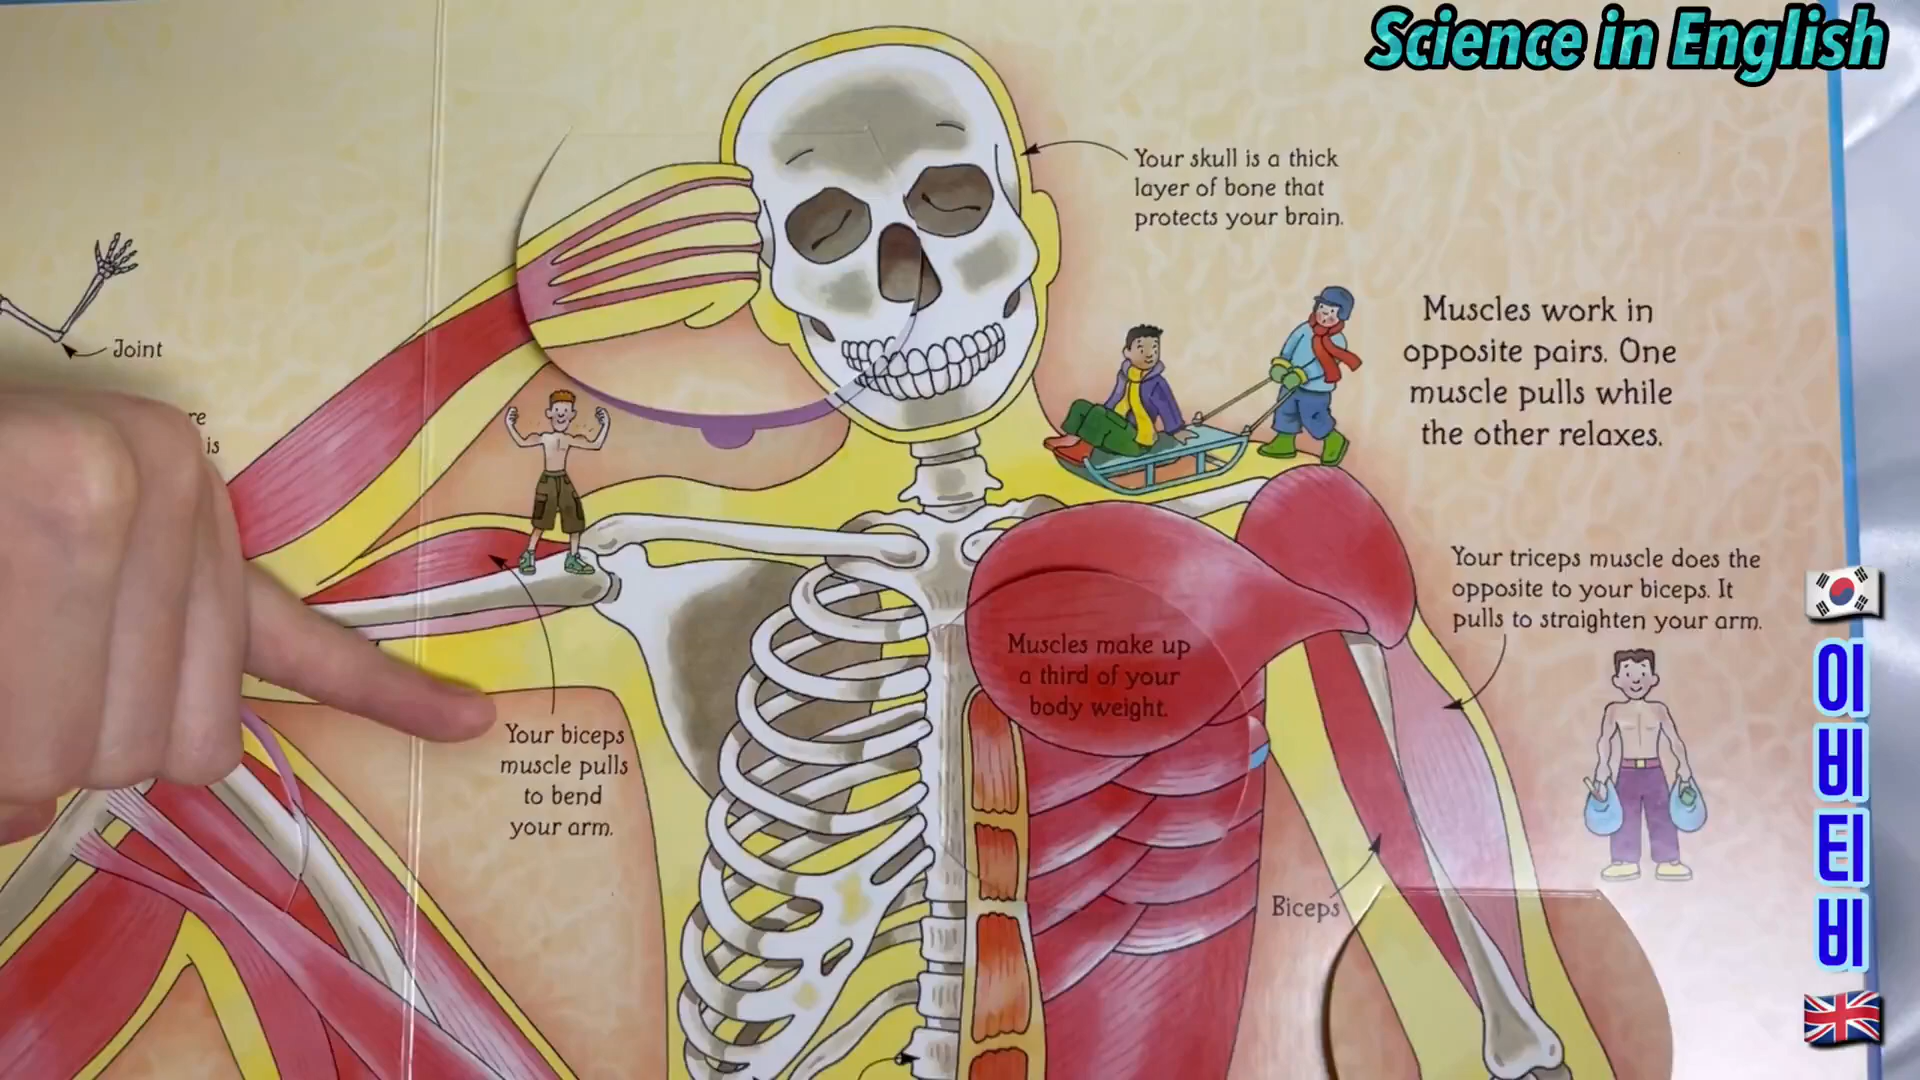 Science in English
Your skull is a thick
layer of bone that
protects your brain.
Joint
re
is
Muscles work in
opposite pairs. One
muscle pulls while
the other relaxes.
Your triceps muscle does the
opposite to your biceps. It
pulls to straighten your arm.
Muscles make up
a third of your
body weight.
Your biceps
muscle pulls
to bend
your arm.
Biceps
이비티비